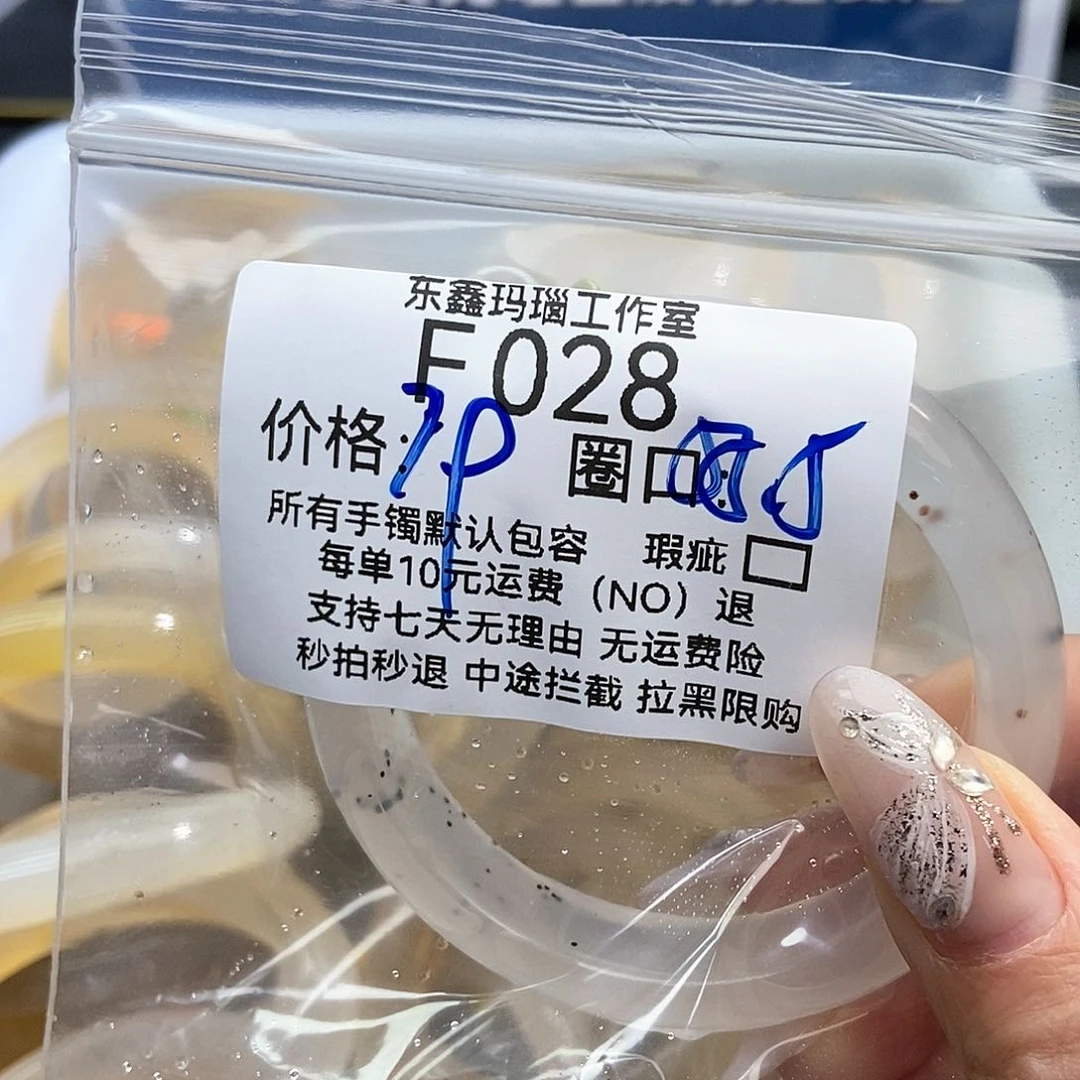 东鑫玛瑙工作室
F028
价格: 圈口:
所有手镯默认包容 瑕疵
每单10元运费（NO）退
支持七天无理由 无运费险
秒拍秒退 中途拦截 拉黑限购